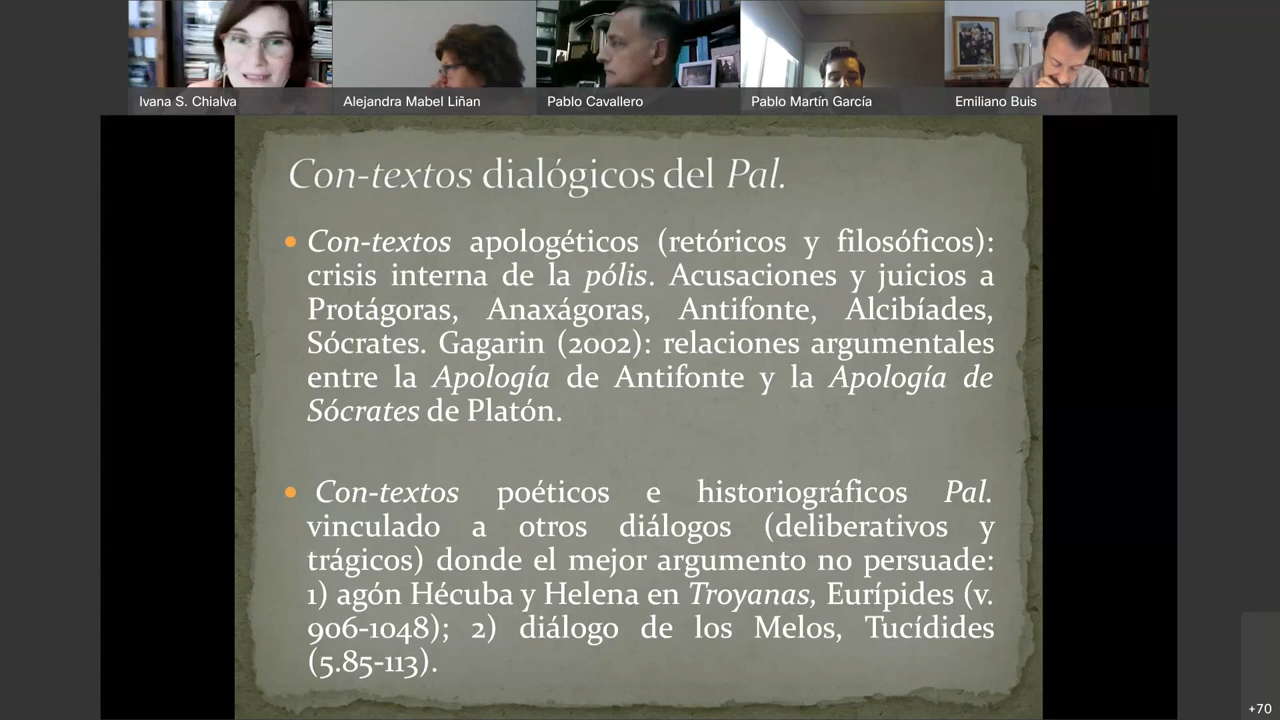 Ivana S. Chialva
Alejandra Mabel Liñan
Pablo Cavallero
Pablo Martín García
Emiliano Buis
Con-textos dialógicos del Pal.
• Con-textos apologéticos (retóricos y filosóficos):
crisis interna de la pólis. Acusaciones y juicios a
Protágoras, Anaxágoras, Antifonte, Alcibíades,
Sócrates. Gagarin (2002): relaciones argumentales
entre la Apología de Antifonte y la Apología de
Sócrates de Platón.
• Con-textos poéticos e historiográficos Pal.
vinculado a otros diálogos (deliberativos y
trágicos) donde el mejor argumento no persuade:
1) agón Hécuba y Helena en Troyanas, Eurípides (v.
906-1048); 2) diálogo de los Melos, Tucídides
(5.85-113).
+70